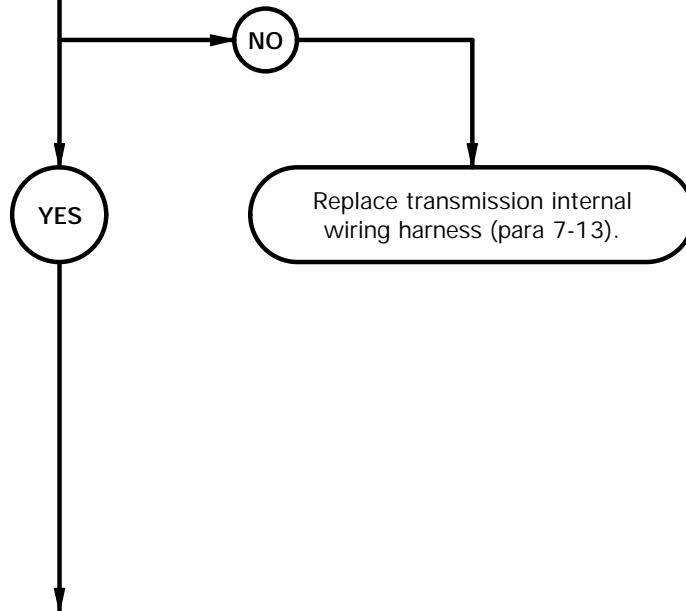 NO
YES
Replace transmission internal
wiring harness (para 7-13).